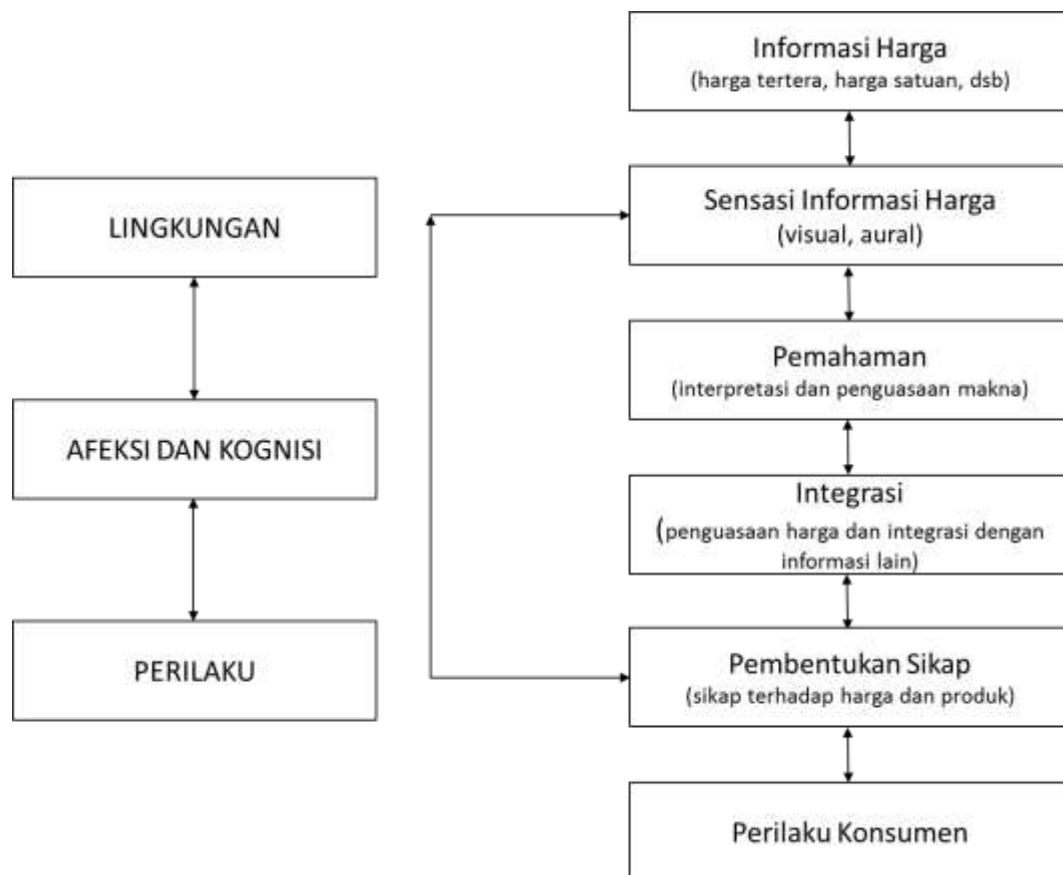 LINGKUNGAN
AFEKSI DAN KOGNISI
PERILAKU
Informasi Harga
(harga tertera, harga satuan, dsb)
Sensasi Informasi Harga
(visual, aural)
Pemahaman
(interpretasi dan penguasaan makna)
Integrasi
(penguasaan harga dan integrasi dengan
informasi lain)
Pembentukan Sikap
(sikap terhadap harga dan produk)
Perilaku Konsumen